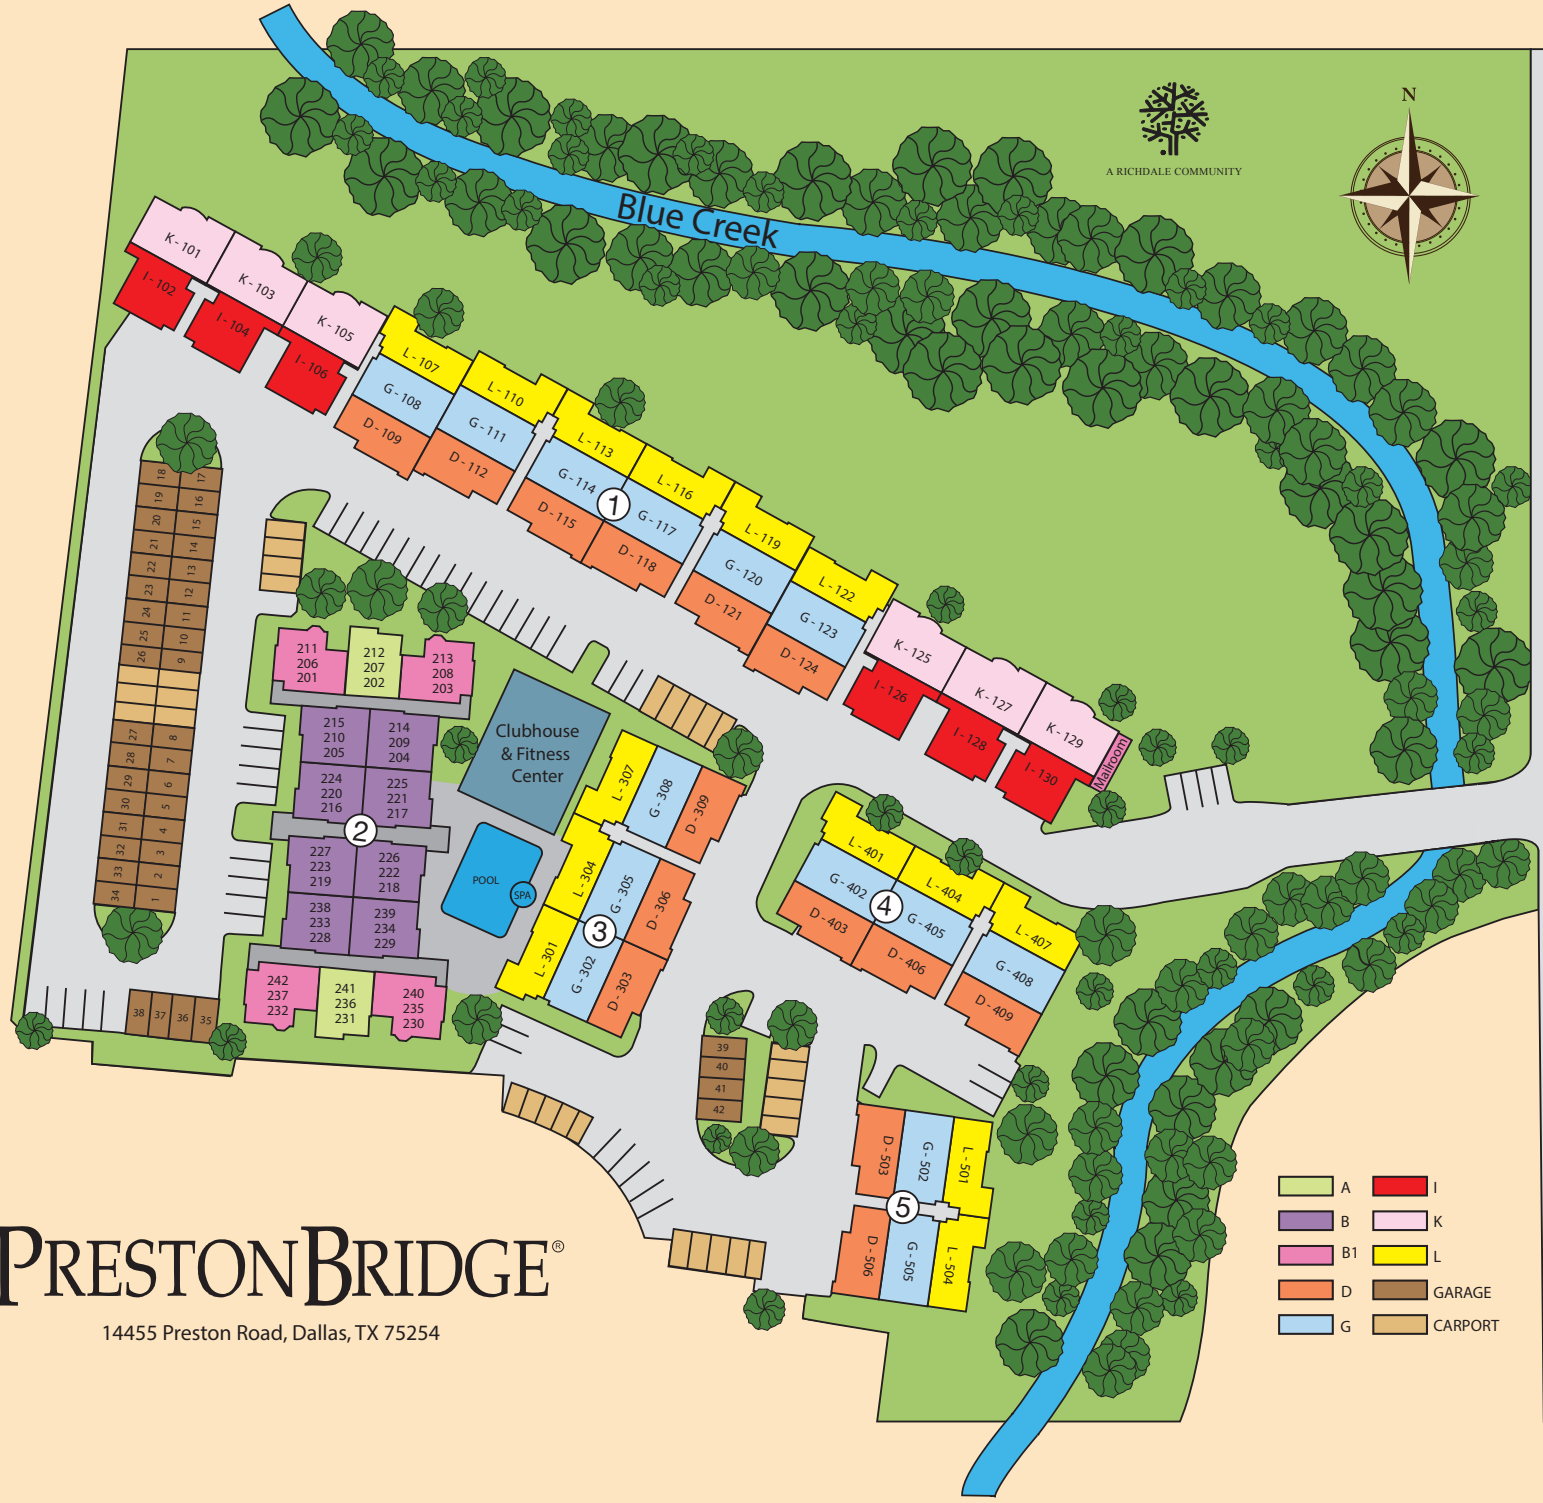 N
A RICHDALE COMMUNITY
Blue Creek
K - 101
I - 102
K - 103
I - 104
K - 105
I - 106
L - 107
G - 108
D - 109
L - 110
G - 111
D - 112
L - 113
G - 114
D - 115
1
L - 116
G - 117
D - 118
L - 119
G - 120
D - 121
L - 122
G - 123
D - 124
K - 125
I - 126
K - 127
I - 128
K - 129
I - 130
Mailroom
18 17
19 16
20 15
21 14
22 13
23 12
24 11
25 10
26 9
27 8
28 7
29 6
30 5
31 4
32 3
33 2
34 1
38 37 36 35
211
206
201
212
207
202
213
208
203
215
210
205
214
209
204
224
220
216
225
221
217
2
227
223
219
226
222
218
238
233
228
239
234
229
242
237
232
241
236
231
240
235
230
Clubhouse
& Fitness
Center
POOL
SPA
L - 307
G - 308
D - 309
L - 304
G - 305
D - 306
3
L - 301
G - 302
D - 303
L - 401
G - 402
D - 403
4
L - 404
G - 405
D - 406
L - 407
G - 408
D - 409
39
40
41
42
D - 503
G - 502
L - 501
5
D - 506
G - 505
L - 504
PRESTONBRIDGE®
14455 Preston Road, Dallas, TX 75254
A
B
B1
D
G
I
K
L
GARAGE
CARPORT